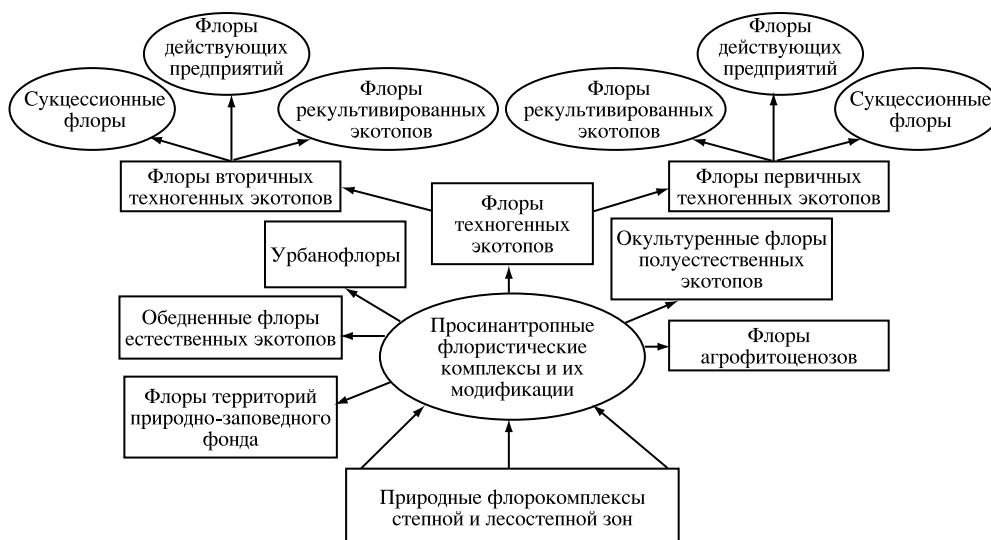 Флоры
действующих
предприятий
Флоры
действующих
предприятий
Сукцессионные
флоры
Флоры
рекультивированных
экотопов
Флоры
рекультивированных
экотопов
Сукцессионные
флоры
Флоры вторичных
техногенных экотопов
Флоры
техногенных
экотопов
Флоры первичных
техногенных экотопов
Урбанофлоры
Окультуренные флоры
полуестественных
экотопов
Обедненные флоры
естественных экотопов
Просинантропные
флористические
комплексы и их
модификации
Флоры
агрофитоценозов
Флоры территорий
природно-заповедного
фонда
Природные флорокомплексы
степной и лесостепной зон